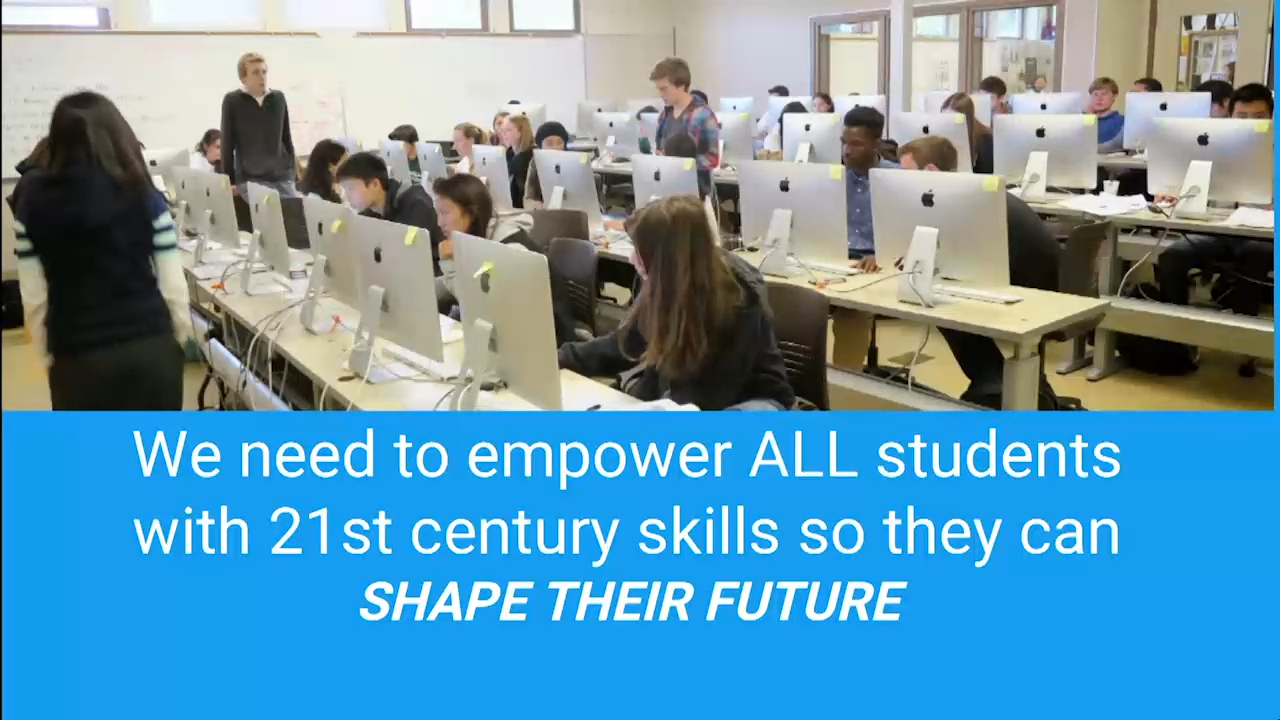 We need to empower ALL students
with 21st century skills so they can
SHAPE THEIR FUTURE